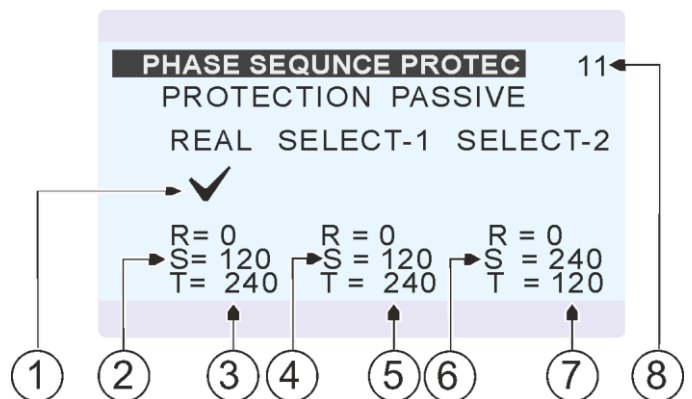 PHASE SEQUNCE PROTEC 11
PROTECTION PASSIVE
REAL SELECT-1 SELECT-2
R= 0 R = 0 R = 0
S= 120 S = 120 S = 240
T= 240 T = 240 T = 120
1 2 3 4 5 6 7 8